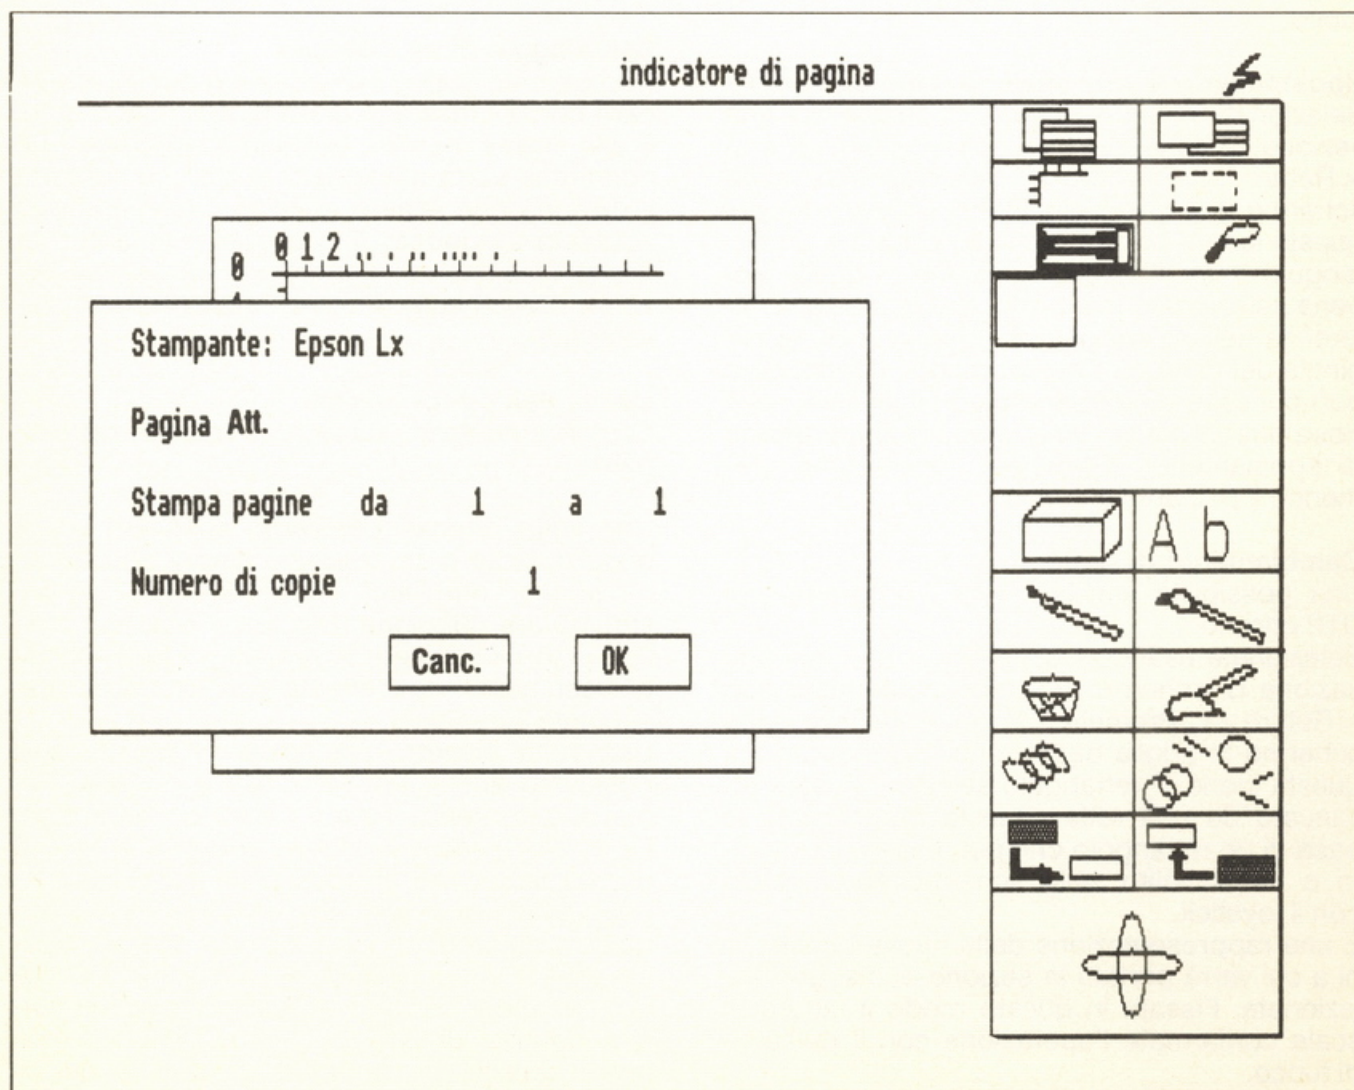 indicatore di pagina
0 1 2 .. . .. .... .
0
Stampante: Epson Lx
Pagina Att.
Stampa pagine da 1 a 1
Numero di copie 1
Canc. OK
A b